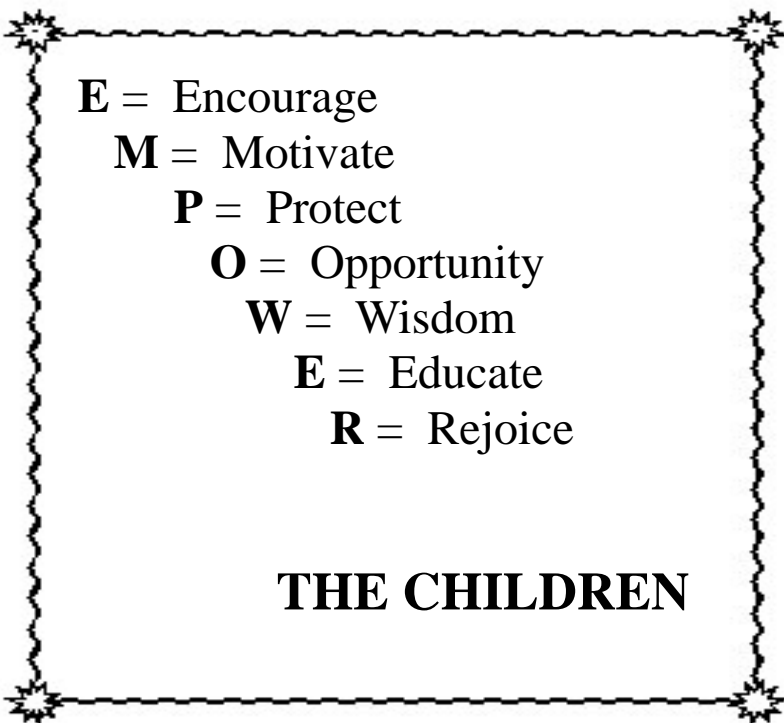 E = Encourage
M = Motivate
P = Protect
O = Opportunity
W = Wisdom
E = Educate
R = Rejoice
THE CHILDREN